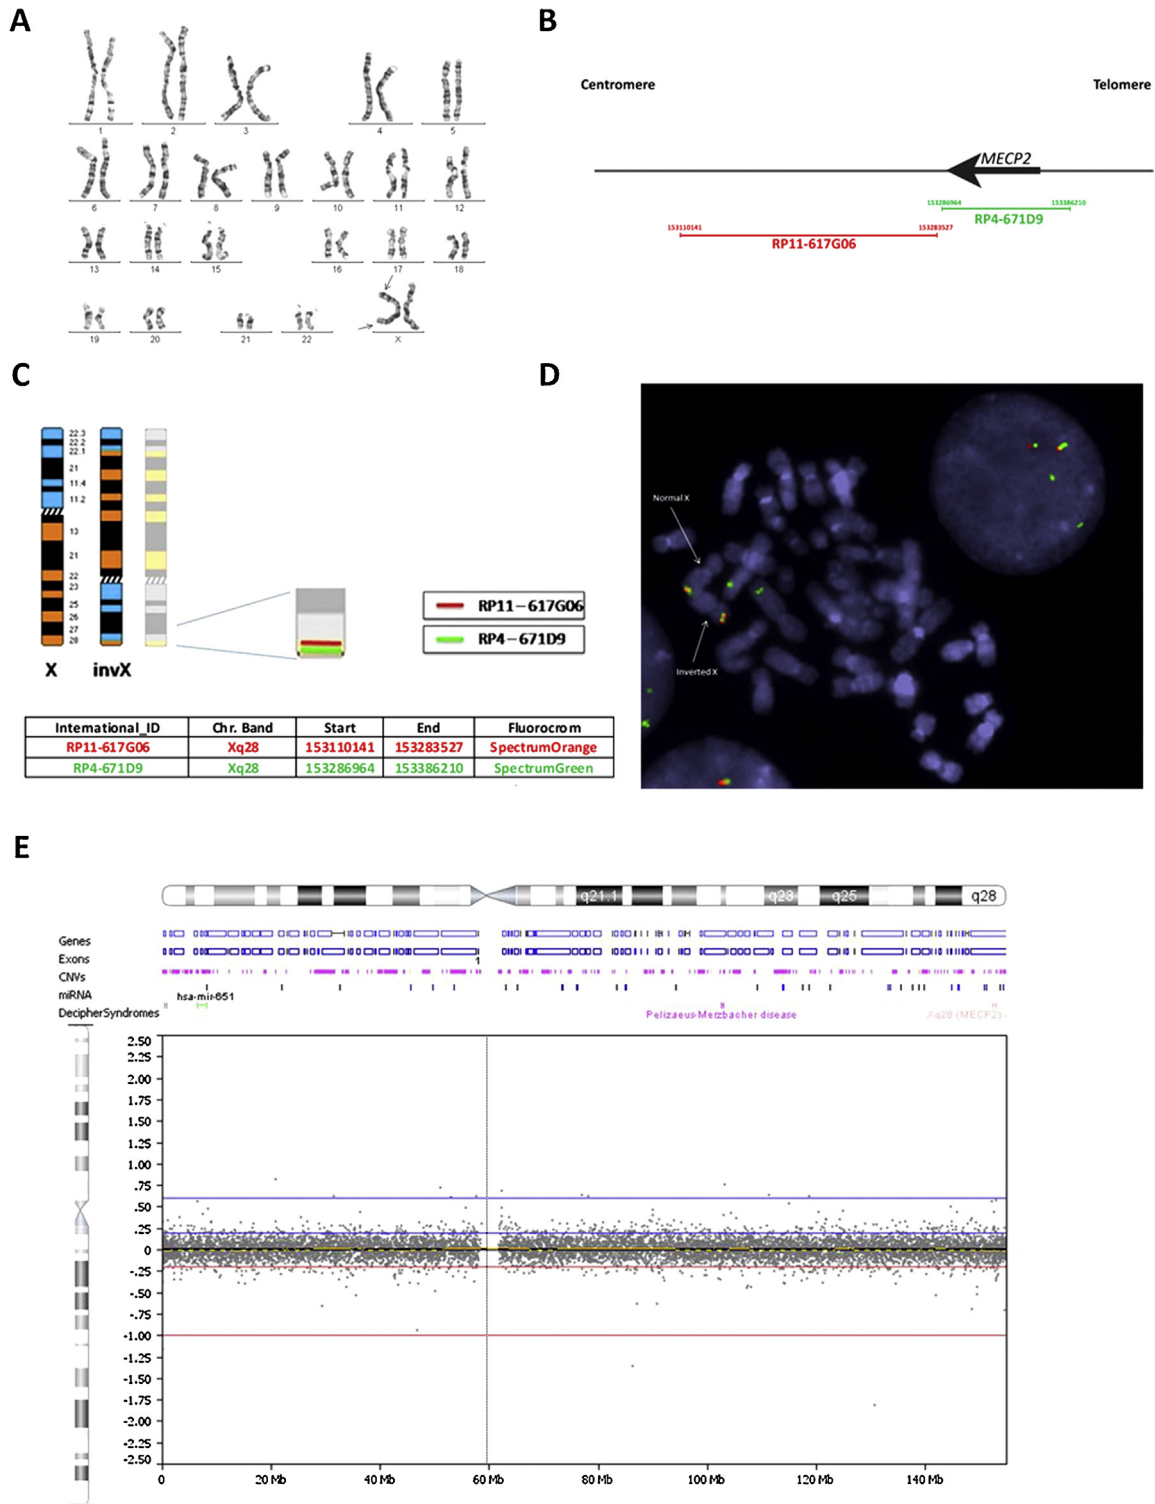 A
1 2 3 4 5
6 7 8 9 10 11 12
13 14 15 16 17 18
19 20 21 22 X
B
Centromere Telomere
MECP2
153286964 153386210
RP4-671D9
153110141 153283527
RP11-617G06
C
22.3
22.2
22.1
21
11.4
11.2
13
21
22
23
25
26
27
28
X invX
RP11-617G06
RP4-671D9
International_ID Chr. Band Start End Fluorocrom
RP11-617G06 Xq28 153110141 153283527 SpectrumOrange
RP4-671D9 Xq28 153286964 153386210 SpectrumGreen
D
Normal X
Inverted X
E
q21.1 q23 q25 q28
Genes
Exons
1
CNVs
miRNA
hsa-mir-651
DecipherSyndromes
Pelizaeus-Merzbacher disease Xq28 (MECP2) -
2.50
2.25
2.00
1.75
1.50
1.25
1.00
.75
.50
.25
0
-.25
-.50
-.75
-1.00
-1.25
-1.50
-1.75
-2.00
-2.25
-2.50
0 20 Mb 40 Mb 60 Mb 80 Mb 100 Mb 120 Mb 140 Mb